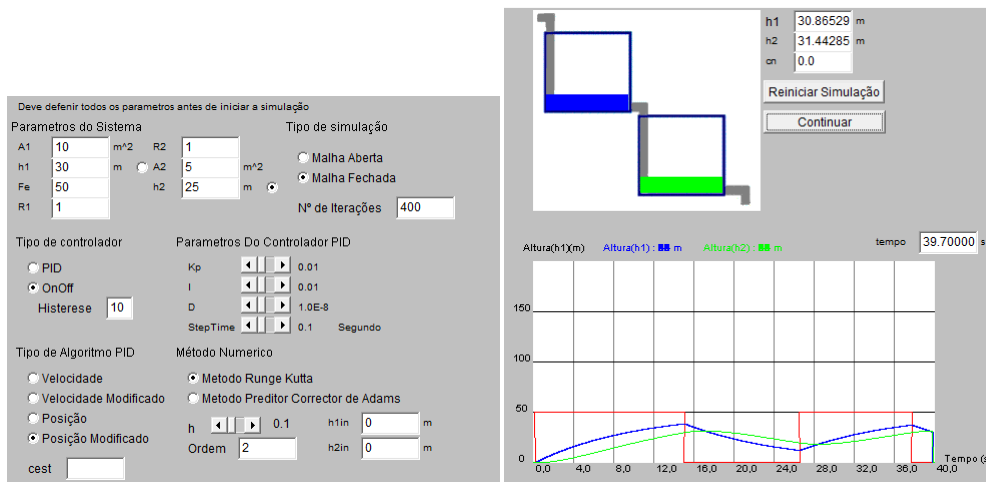 Deve defenir todos os parametros antes de iniciar a simulação
Parametros do Sistema
Tipo de simulação
A1 10 m^2 R2 1
h1 30 m A2 5 m^2
Fe 50 h2 25 m
R1 1
Malha Aberta
Malha Fechada
Nº de Iterações 400
Tipo de controlador
PID
OnOff
Histerese 10
Parametros Do Controlador PID
Kp 0.01
I 0.01
D 1.0E-8
StepTime 0.1 Segundo
Tipo de Algoritmo PID
Velocidade
Velocidade Modificado
Posição
Posição Modificado
cest
Método Numerico
Metodo Runge Kutta
Metodo Preditor Corrector de Adams
h 0.1 h1in 0 m
Ordem 2 h2in 0 m
h1 30.86529 m
h2 31.44285 m
cn 0.0
Reiniciar Simulação
Continuar
tempo 39.70000 s
Altura(h1)(m) Altura(h1) : m Altura(h2) : m
150
100
50
0
0,0 4,0 8,0 12,0 16,0 20,0 24,0 28,0 32,0 36,0 40,0
Tempo (s